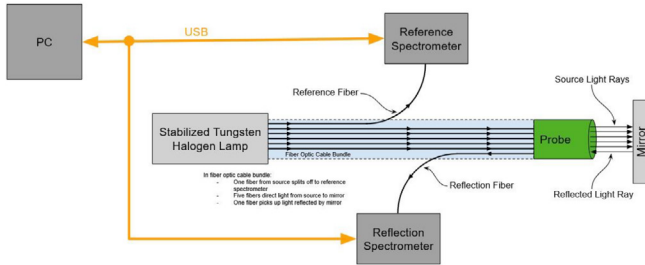 PC
USB
Reference
Spectrometer
Reference Fiber
Source Light Rays
Stabilized Tungsten
Halogen Lamp
Probe
Mirror
Fiber Optic Cable Bundle
In fiber optic cable bundle:
- One fiber from source splits off to reference
spectrometer
- Five fibers direct light from source to mirror
- One fiber picks up light reflected by mirror
Reflection Fiber
Reflected Light Ray
Reflection
Spectrometer